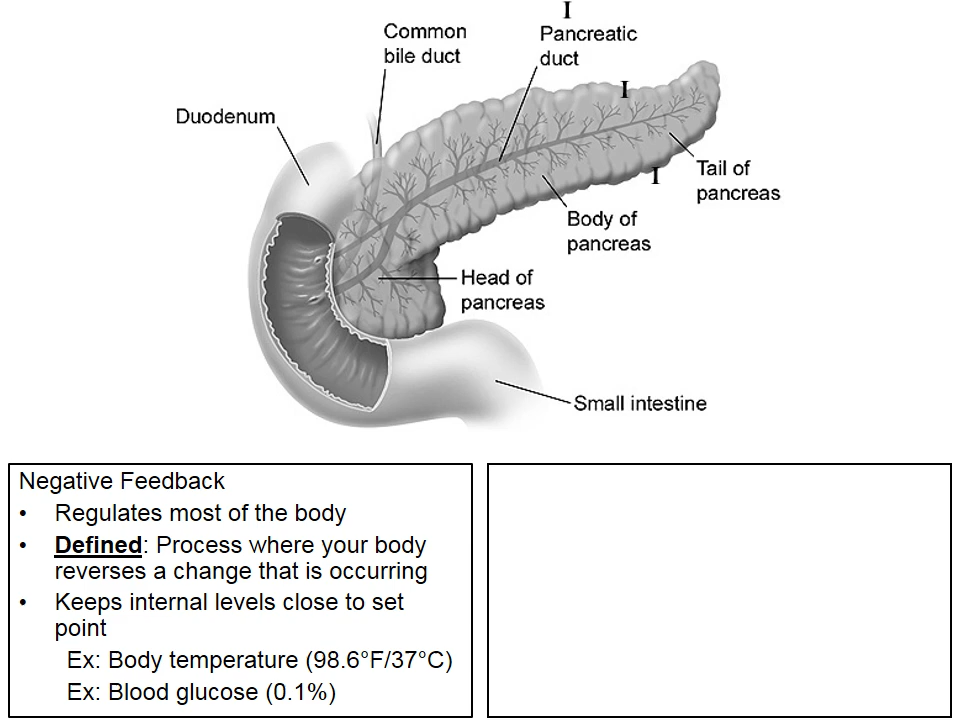 I
Common
bile duct
Pancreatic
duct
I
Duodenum
Tail of
pancreas
I
Body of
pancreas
Head of
pancreas
Small intestine
Negative Feedback
• Regulates most of the body
• Defined: Process where your body
reverses a change that is occurring
• Keeps internal levels close to set
point
Ex: Body temperature (98.6°F/37°C)
Ex: Blood glucose (0.1%)